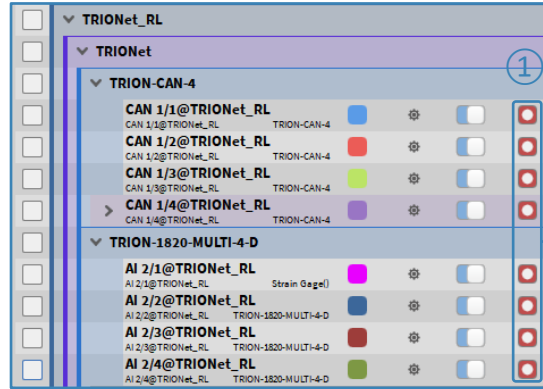 TRIONet_RL
TRIONet
1
TRION-CAN-4
CAN 1/1@TRIONet_RL
CAN 1/1@TRIONet_RL TRION-CAN-4
CAN 1/2@TRIONet_RL
CAN 1/2@TRIONet_RL TRION-CAN-4
CAN 1/3@TRIONet_RL
CAN 1/3@TRIONet_RL TRION-CAN-4
CAN 1/4@TRIONet_RL
CAN 1/4@TRIONet_RL TRION-CAN-4
TRION-1820-MULTI-4-D
AI 2/1@TRIONet_RL
AI 2/1@TRIONet_RL Strain Gage()
AI 2/2@TRIONet_RL
AI 2/2@TRIONet_RL TRION-1820-MULTI-4-D
AI 2/3@TRIONet_RL
AI 2/3@TRIONet_RL TRION-1820-MULTI-4-D
AI 2/4@TRIONet_RL
AI 2/4@TRIONet_RL TRION-1820-MULTI-4-D